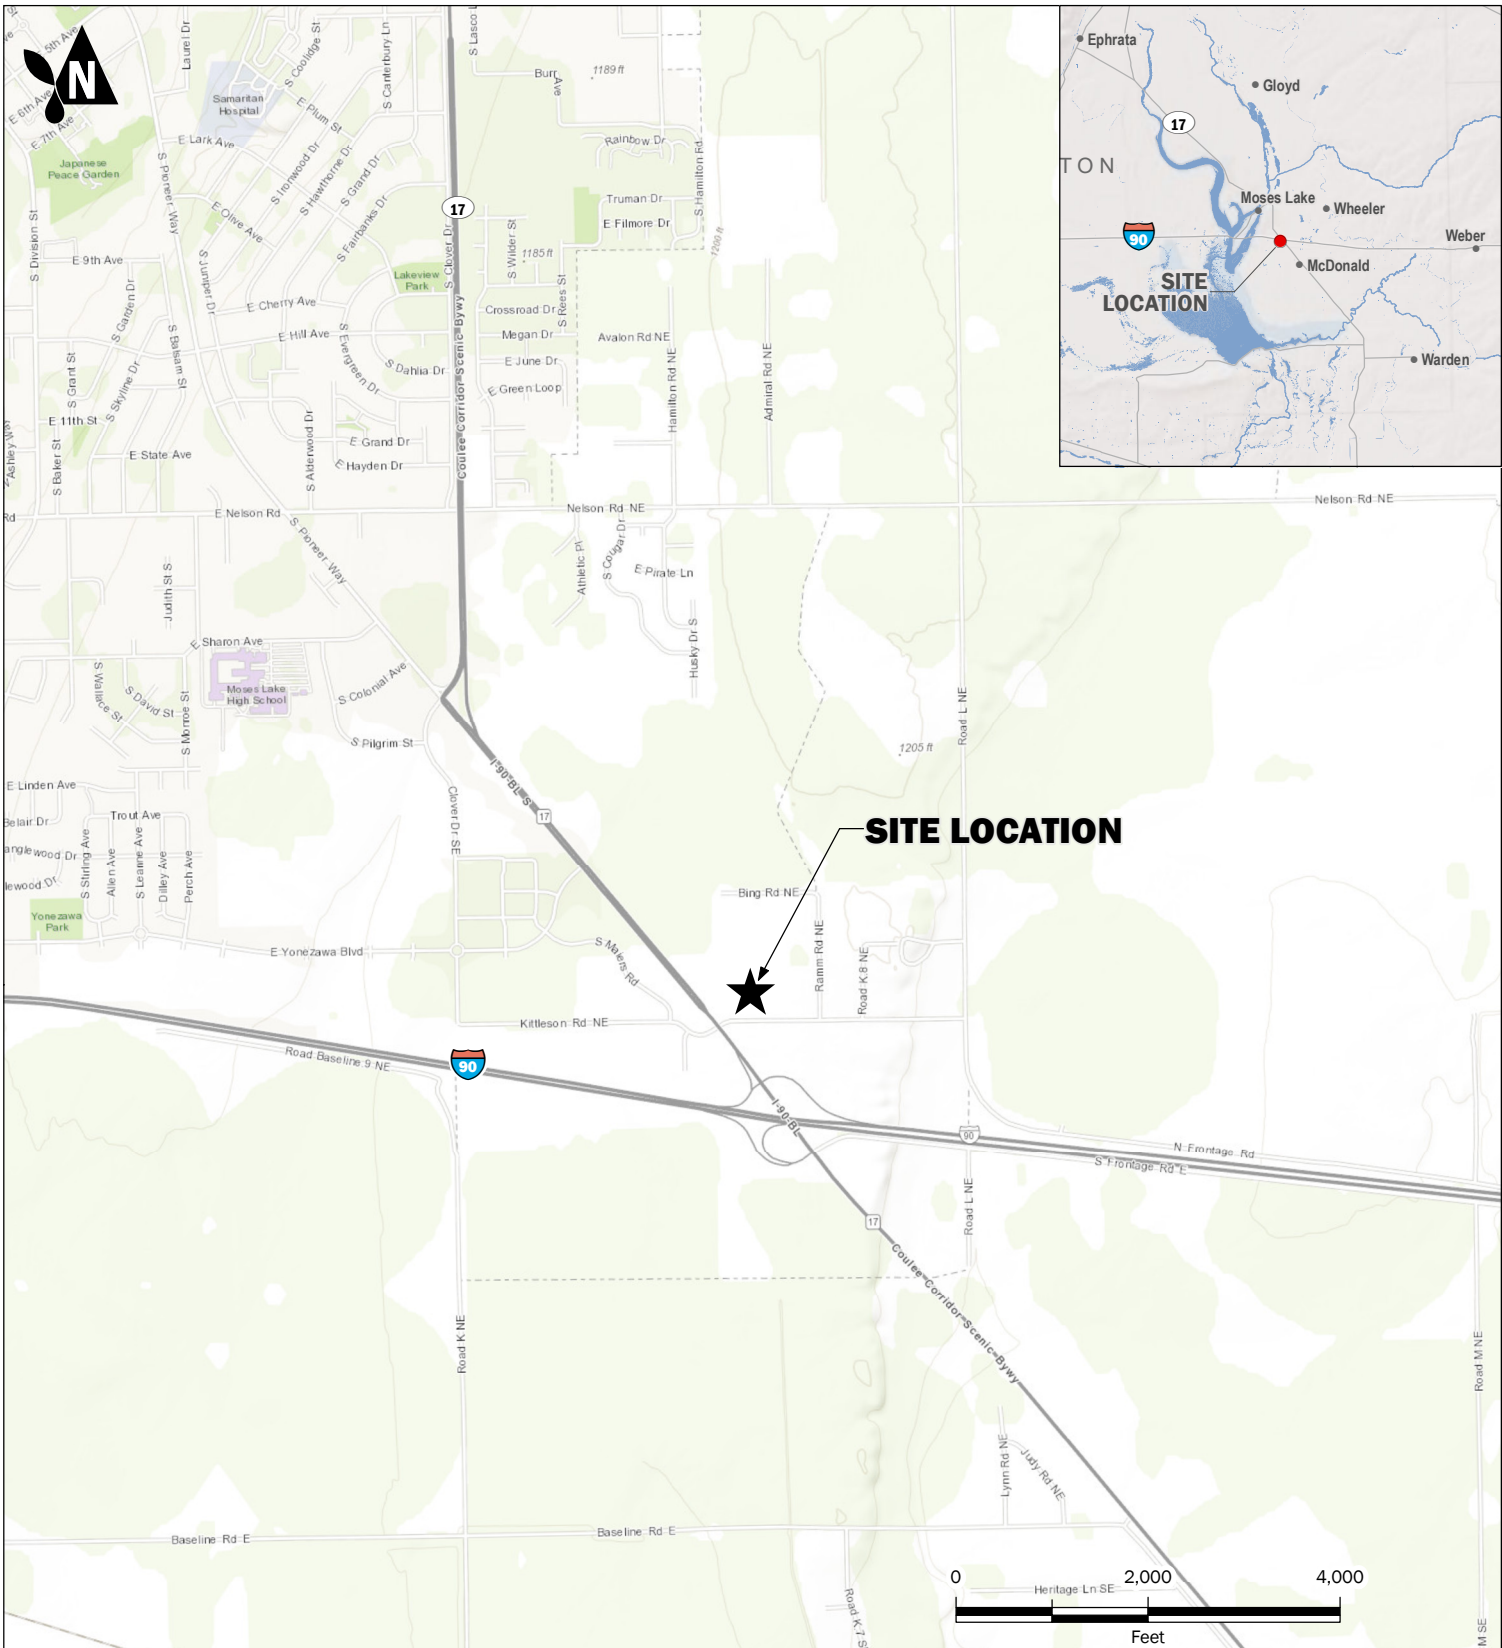 N
5th Ave
E 6th Ave
E 7th Ave
Laurel Dr
S Coolidge St
S Canterbury Ln
Samaritan
Hospital
E Plum St
E Lark Ave
Japanese
Peace Garden
S Pioneer Way
S Ironwood Dr
S Hawthorne Dr
S Grand Dr
E Olive Ave
S Fairbanks Dr
S Division St
E 9th Ave
S Juniper Dr
S Garden Dr
E Cherry Ave
Lakeview
Park
E Hill Ave
S Evergreen Dr
S Dahlia Dr
S Grant St
S Skyline Dr
S Balsam St
E 11th St
S Baker St
E State Ave
S Alderwood Dr
E Grand Dr
E Hayden Dr
Ashley Way
Rd
E Nelson Rd
S Pioneer Way
17
S Clover Dr
Coulee Corridor Scenic Bywy
Burr
Ave
1189 ft
Rainbow Dr
S Hamilton Rd
Truman Dr
E Filmore Dr
S Wilder St
1185 ft
S Rees St
1200 ft
Crossroad Dr
Megan Dr
E June Dr
E Green Loop
Avalon Rd NE
Hamilton Rd NE
Admiral Rd NE
Nelson Rd NE
Nelson Rd NE
Ephrata
Gloyd
17
TON
Moses Lake
Wheeler
90
Weber
McDonald
SITE
LOCATION
Warden
Athletic Pl
S Cougar Dr
E Pirate Ln
Husky Dr S
Judith St S
E Sharon Ave
Moses Lake
High School
S Colonial Ave
S Wallace St
S David St
S Monroe St
S Pilgrim St
Road L NE
1205 ft
I-90-BL S
17
E Linden Ave
Belair Dr
Trout Ave
S Stirling Ave
Allen Ave
S Leanne Ave
Dilley Ave
Perch Ave
Clover Dr SE
SITE LOCATION
Yonezawa
Park
E Yonezawa Blvd
S Maiers Rd
Bing Rd NE
Ramm Rd NE
Road K.8 NE
Kittleson Rd NE
Road Baseline 9 NE
90
I-90-BL
90
N Frontage Rd
S Frontage Rd E
Road L NE
17
Coulee Corridor Scenic Bywy
Road K NE
Road M NE
Lynn Rd NE
Judy Rd NE
Baseline Rd E
Baseline Rd E
Heritage Ln SE
M SE
0 2,000 4,000
Feet